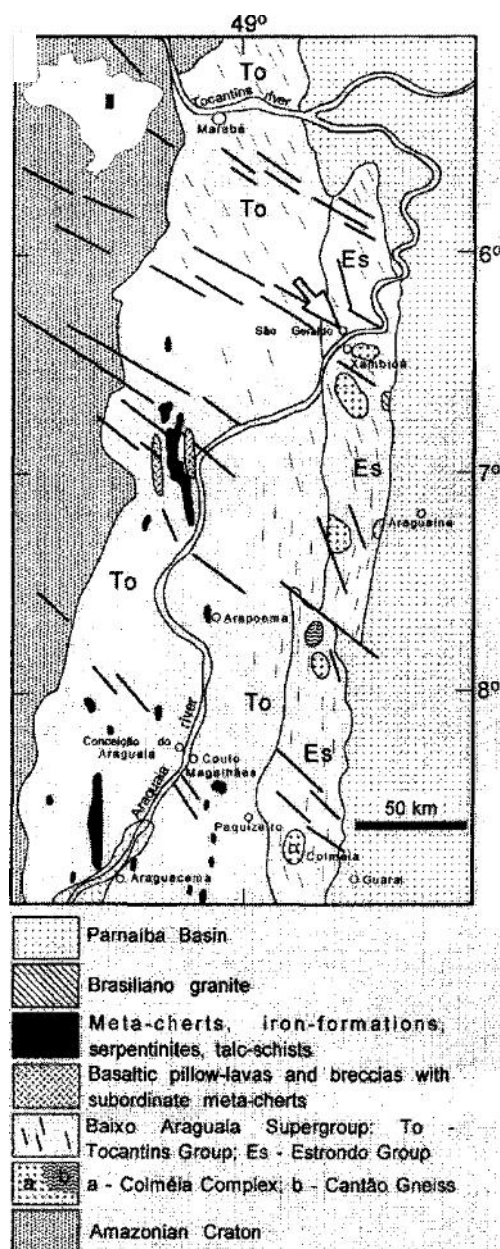 49º
To
Tocantins river
Marabá
To
6º
Es
São Geraldo
Xambioá
Es
7º
Araguaína
To
Arapoema
To
8º
Conceição do
Araguaia
Araguaia river
Couto
Magalhães
Es
50 km
Paquizeito
Colméia
Araguacema
Guaraí
Parnaíba Basin
Brasiliano granite
Meta-cherts, iron-formations,
serpentinites, talc-schists
Basaltic pillow-lavas and breccias with
subordinate meta-cherts
Baixo Araguaia Supergroup: To -
Tocantins Group; Es - Estrondo Group
a b a - Colméia Complex; b - Cantão Gneiss
Amazonian Craton